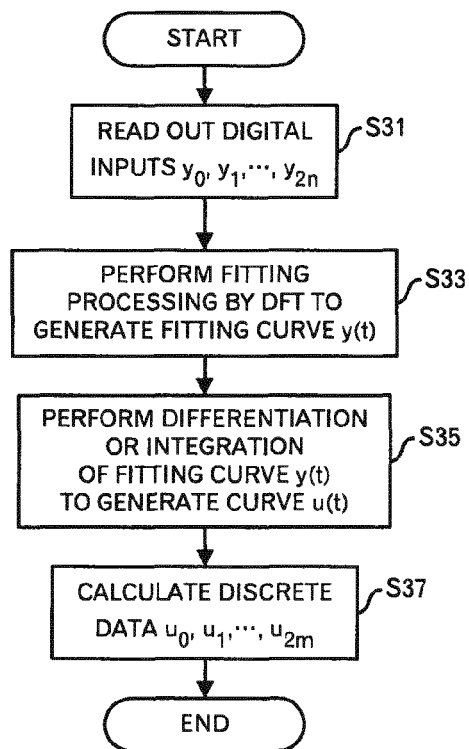 START
READ OUT DIGITAL
INPUTS y0, y1, ···, y2n
S31
PERFORM FITTING
PROCESSING BY DFT TO
GENERATE FITTING CURVE y(t)
S33
PERFORM DIFFERENTIATION
OR INTEGRATION
OF FITTING CURVE y(t)
TO GENERATE CURVE u(t)
S35
CALCULATE DISCRETE
DATA u0, u1, ···, u2m
S37
END